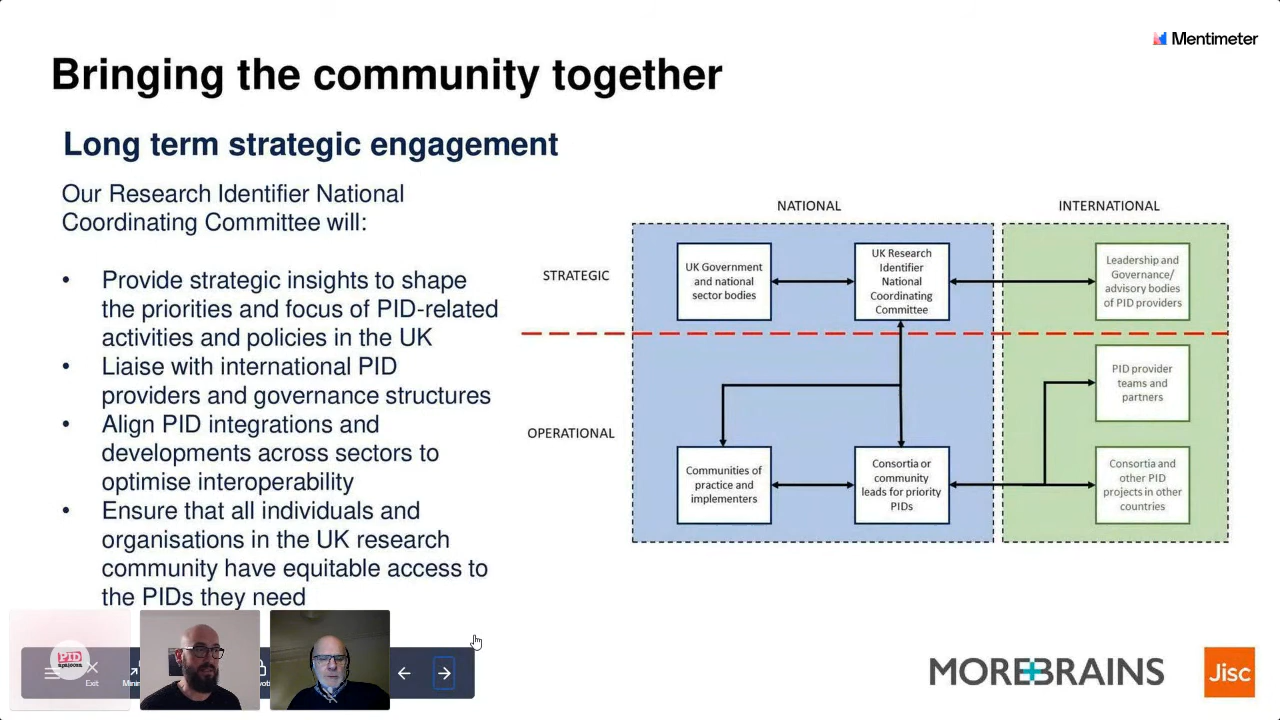 Mentimeter
Bringing the community together
Long term strategic engagement
Our Research Identifier National
Coordinating Committee will:
• Provide strategic insights to shape
the priorities and focus of PID-related
activities and policies in the UK
• Liaise with international PID
providers and governance structures
• Align PID integrations and
developments across sectors to
optimise interoperability
• Ensure that all individuals and
organisations in the UK research
community have equitable access to
the PIDs they need
NATIONAL
INTERNATIONAL
STRATEGIC
UK Government
and national
sector bodies
UK Research
Identifier
National
Coordinating
Committee
Leadership and
Governance/
advisory bodies
of PID providers
PID provider
teams and
partners
OPERATIONAL
Communities of
practice and
implementers
Consortia or
community
leads for priority
PIDs
Consortia and
other PID
projects in other
countries
PID
Exit
MOREBRAINS
Jisc